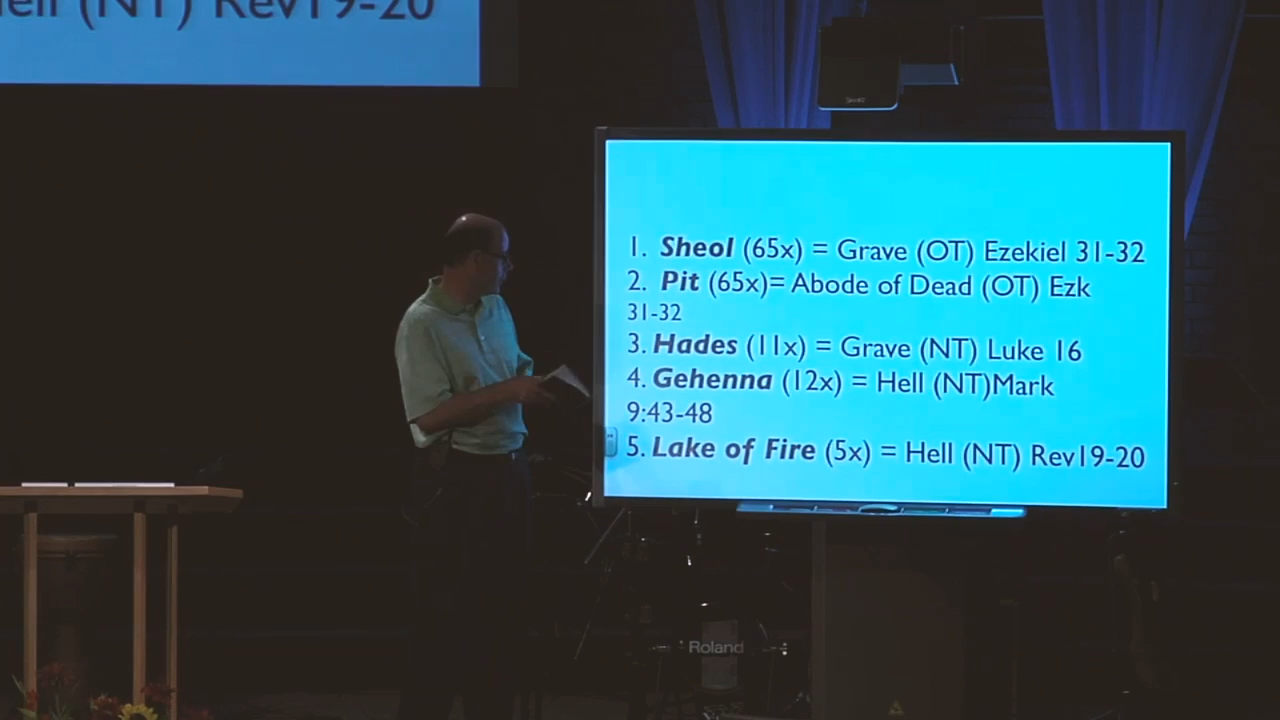 ell (NT) Rev19-20
1. Sheol (65x) = Grave (OT) Ezekiel 31-32
2. Pit (65x)= Abode of Dead (OT) Ezk
31-32
3. Hades (11x) = Grave (NT) Luke 16
4. Gehenna (12x) = Hell (NT)Mark
9:43-48
5. Lake of Fire (5x) = Hell (NT) Rev19-20
Roland